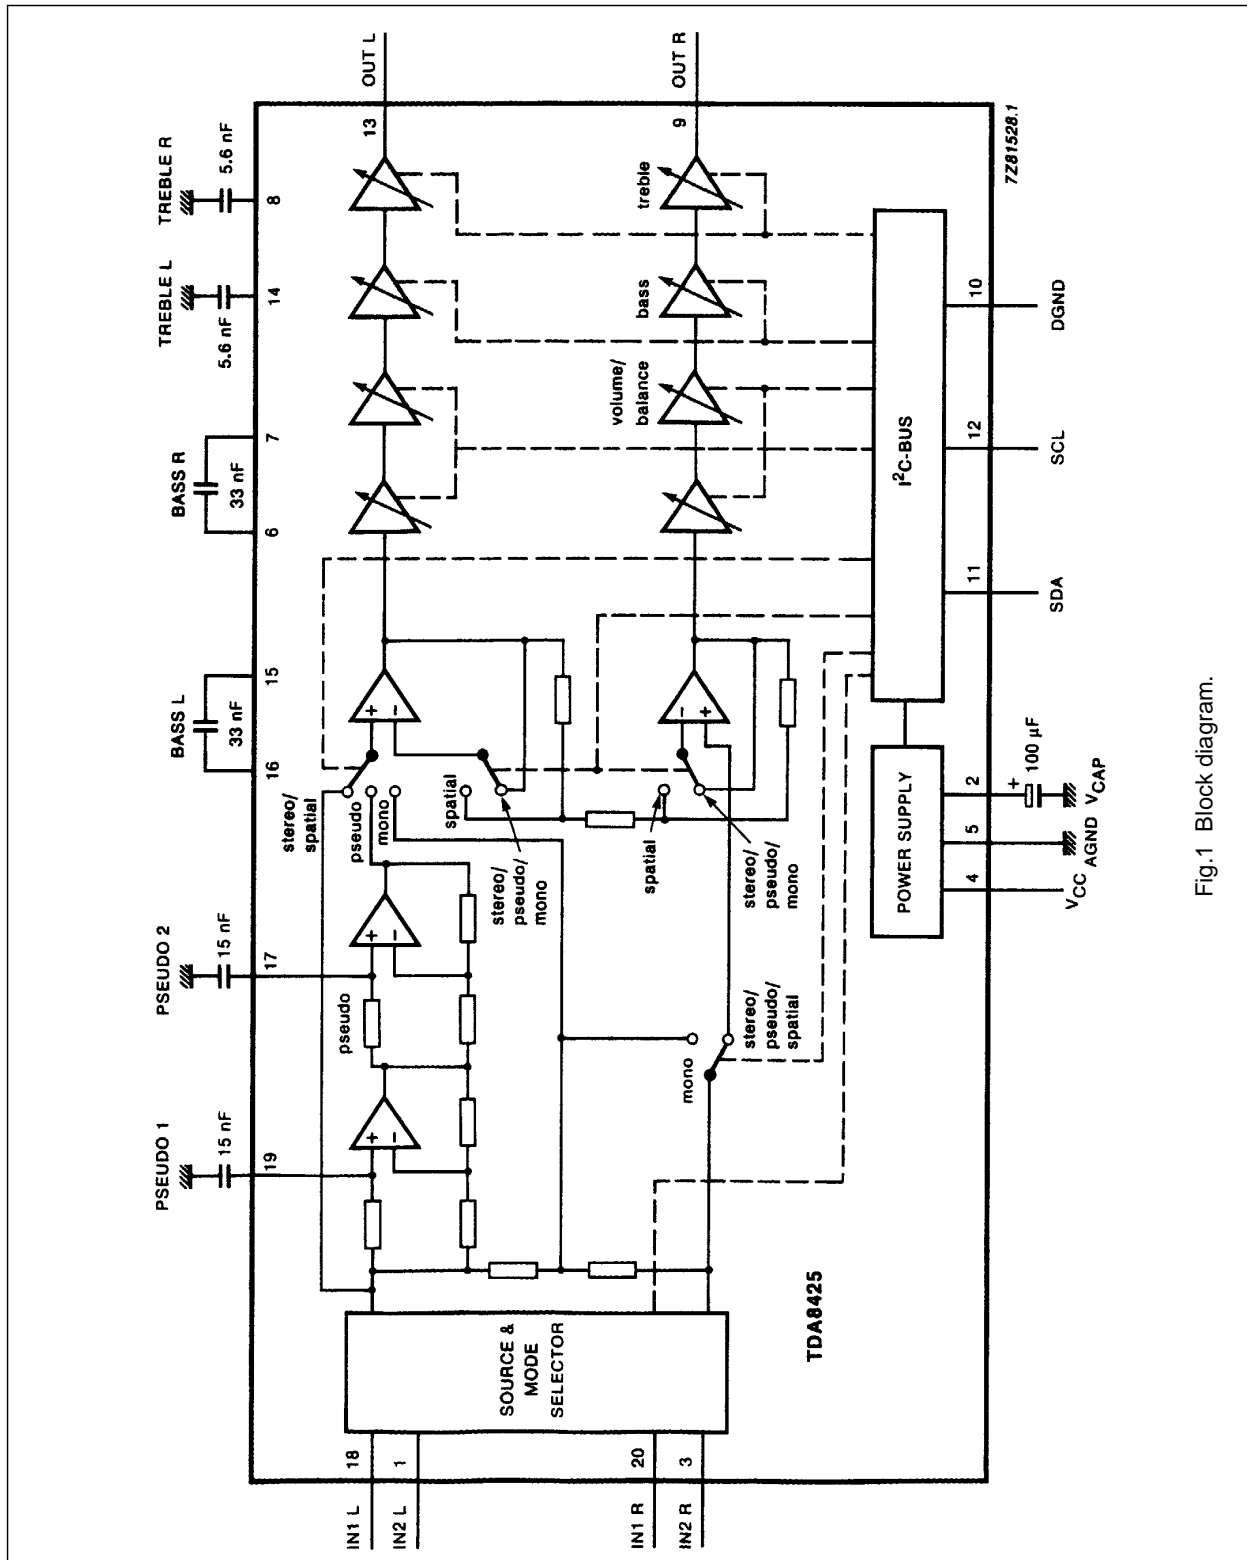 PSEUDO 1
15 nF
19
PSEUDO 2
15 nF
17
BASS L
33 nF
16
15
BASS R
33 nF
6
7
TREBLE L
5.6 nF
14
TREBLE R
5.6 nF
8
IN1 L
18
IN2 L
1
IN1 R
20
IN2 R
3
SOURCE &
MODE
SELECTOR
+
−
pseudo
+
−
stereo/
spatial
pseudo
mono
spatial
stereo/
pseudo/
mono
+
−
mono
stereo/
pseudo/
spatial
spatial
stereo/
pseudo/
mono
−
+
volume/
balance
bass
treble
13
OUT L
9
OUT R
TDA8425
POWER SUPPLY
I²C-BUS
4
VCC
5
AGND
2
+
100 µF
VCAP
11
SDA
12
SCL
10
DGND
7Z81528.1
Fig.1 Block diagram.